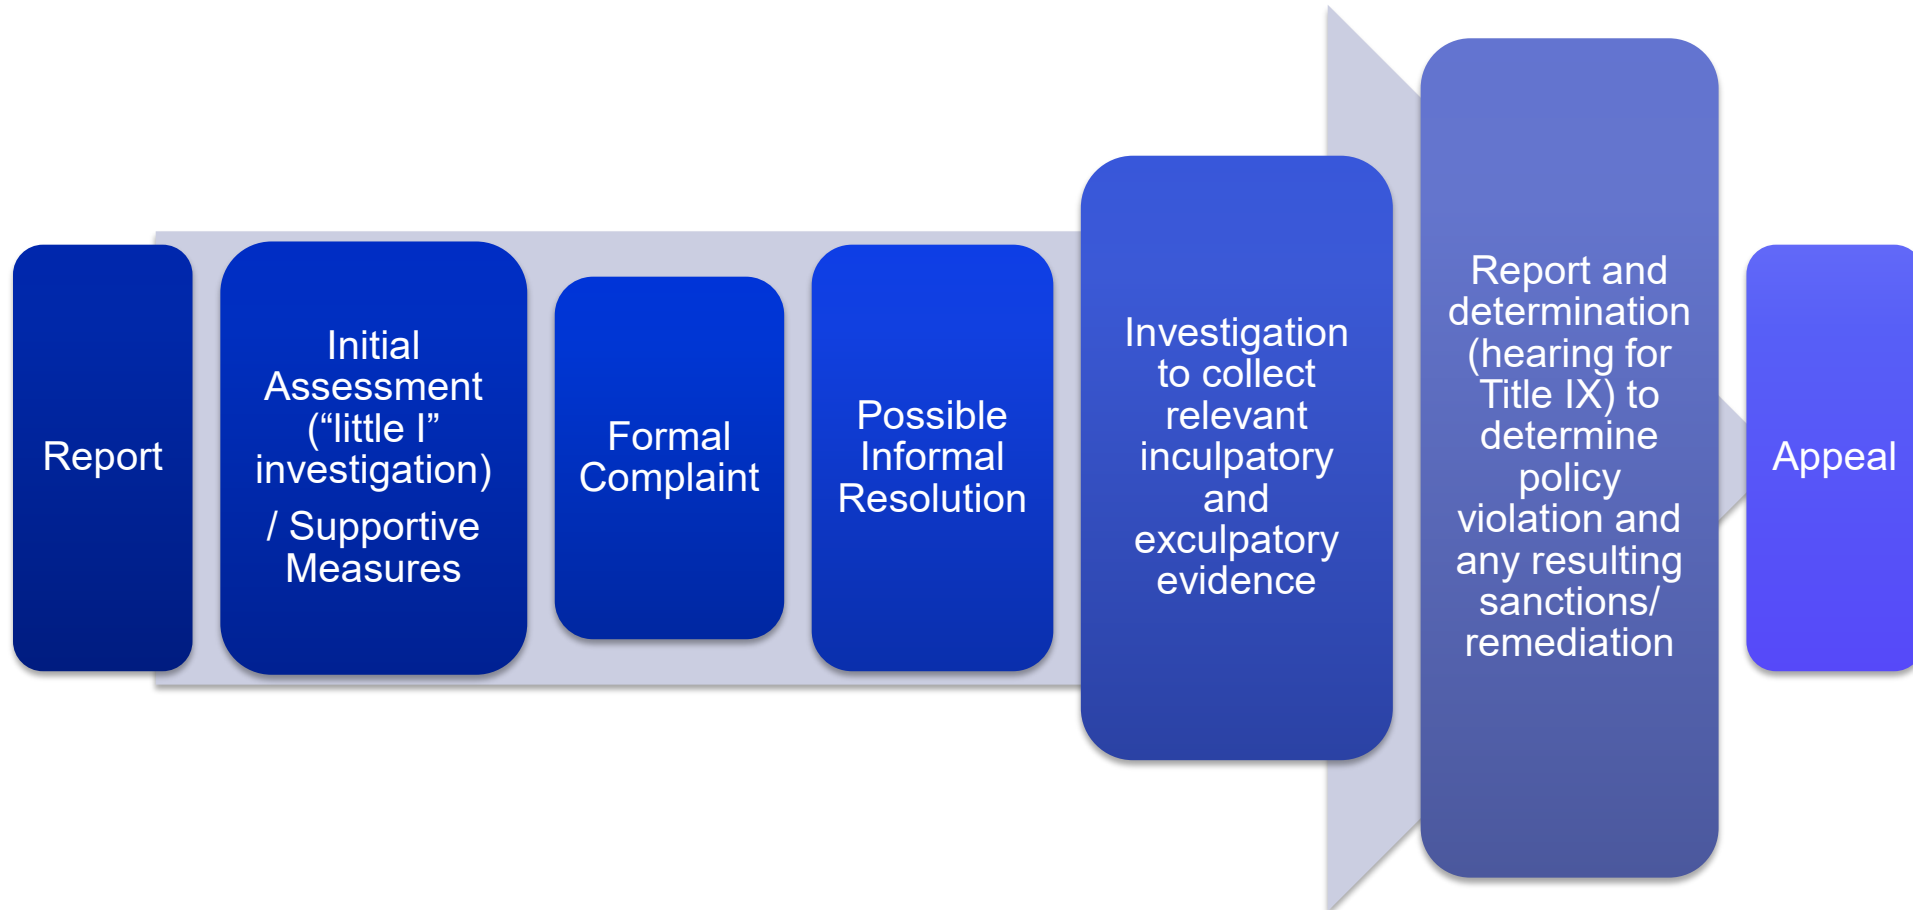 Report
Initial
Assessment
(“little I”
investigation)
/ Supportive
Measures
Formal
Complaint
Possible
Informal
Resolution
Investigation
to collect
relevant
inculpatory
and
exculpatory
evidence
Report and
determination
(hearing for
Title IX) to
determine
policy
violation and
any resulting
sanctions/
remediation
Appeal